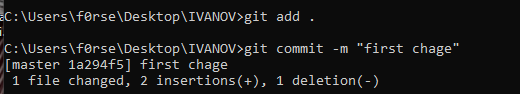 C:\Users\f0rse\Desktop\IVANOV>git add .
C:\Users\f0rse\Desktop\IVANOV>git commit -m "first chage"
[master 1a294f5] first chage
1 file changed, 2 insertions(+), 1 deletion(-)